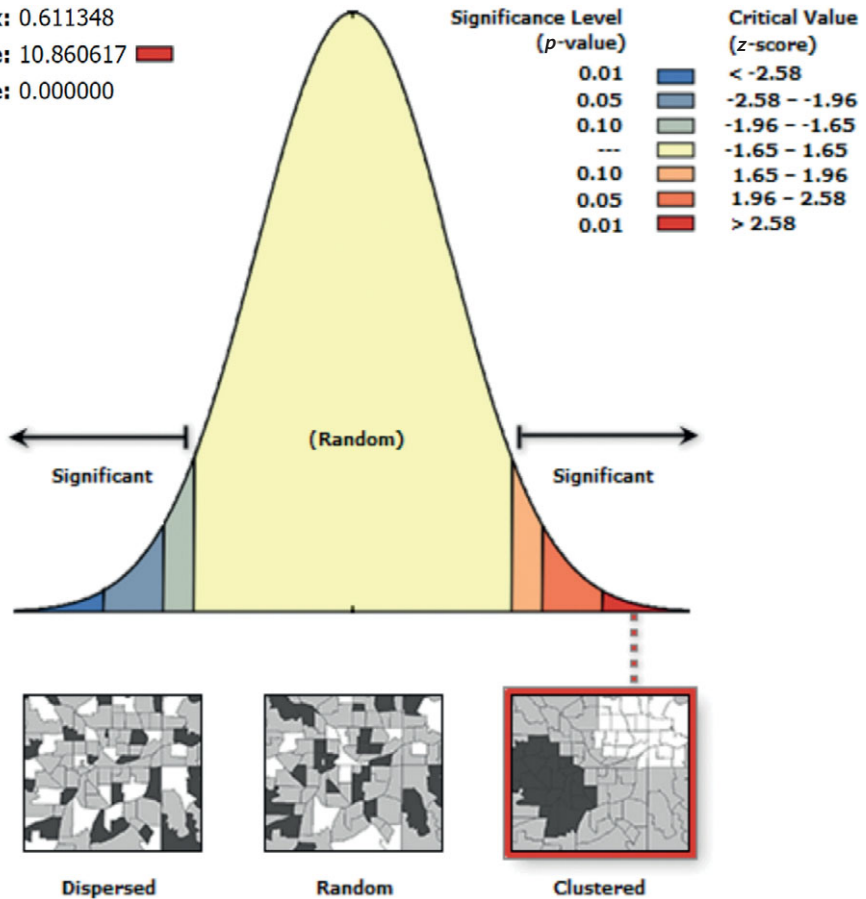 x: 0.611348
e: 10.860617
e: 0.000000
Significance Level
(p-value)
Critical Value
(z-score)
0.01 < -2.58
0.05 -2.58 – -1.96
0.10 -1.96 – -1.65
--- -1.65 – 1.65
0.10 1.65 – 1.96
0.05 1.96 – 2.58
0.01 > 2.58
(Random)
Significant Significant
Dispersed Random Clustered